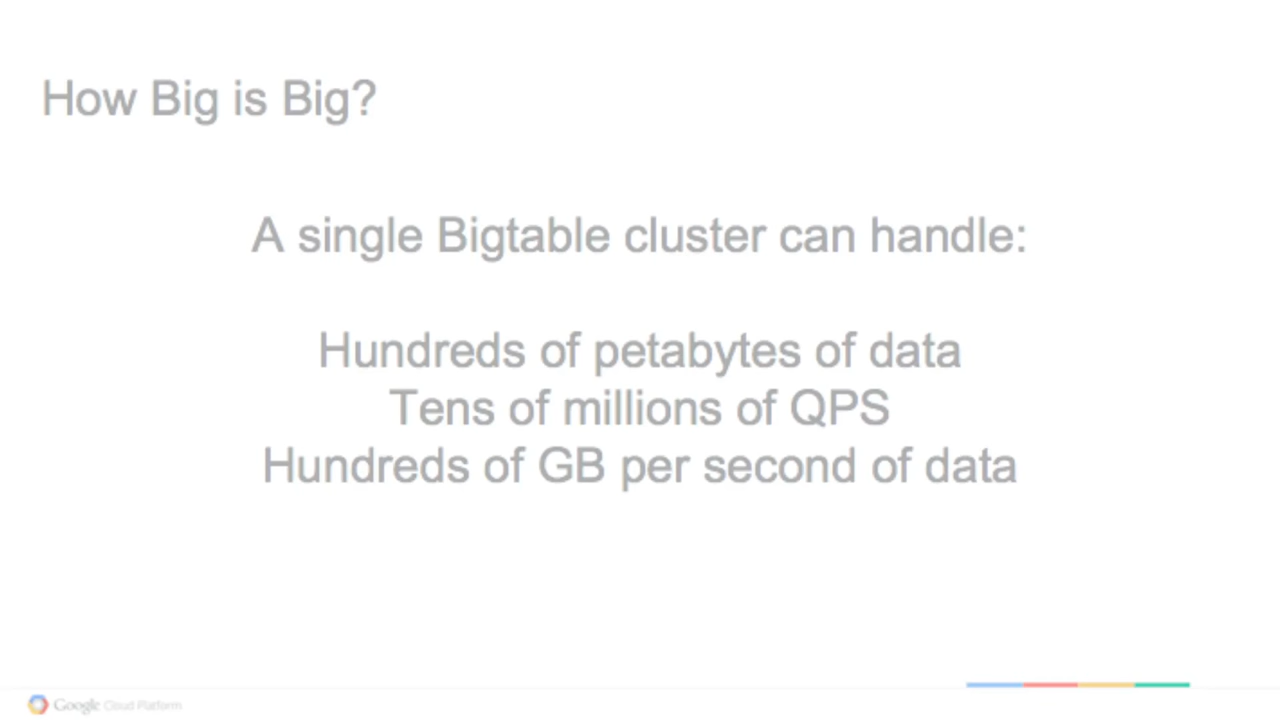 How Big is Big?
A single Bigtable cluster can handle:
Hundreds of petabytes of data
Tens of millions of QPS
Hundreds of GB per second of data
Google Cloud Platform